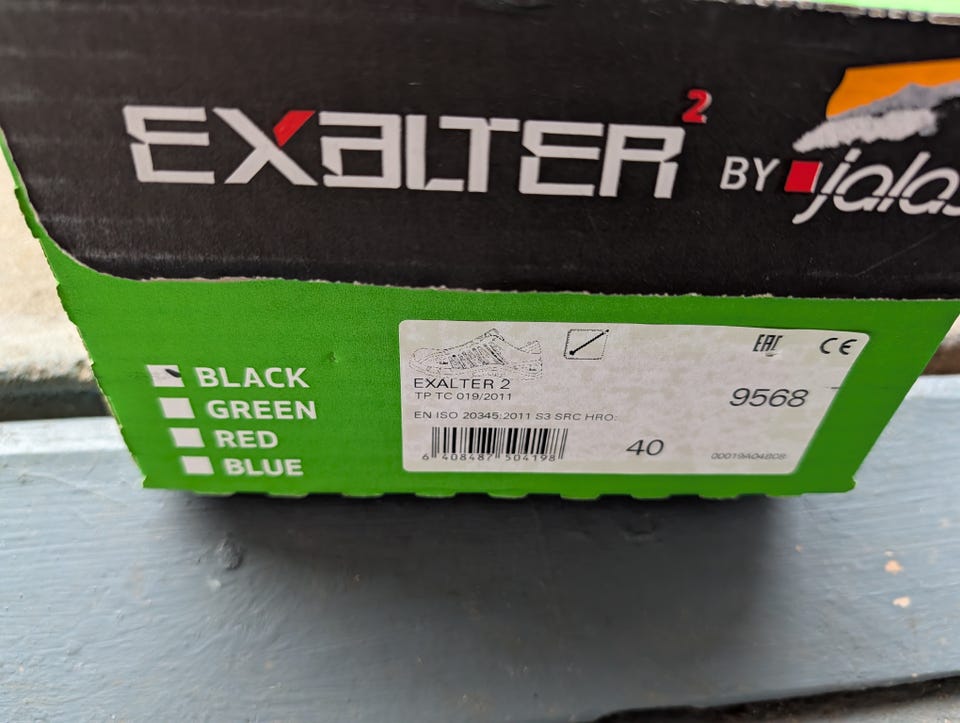 EXALTER²
BY jalas
BLACK
GREEN
RED
BLUE
EAC CE
EXALTER 2
TP TC 019/2011
9568
EN ISO 20345:2011 S3 SRC HRO:
6 408487 504198
40
00019A04808